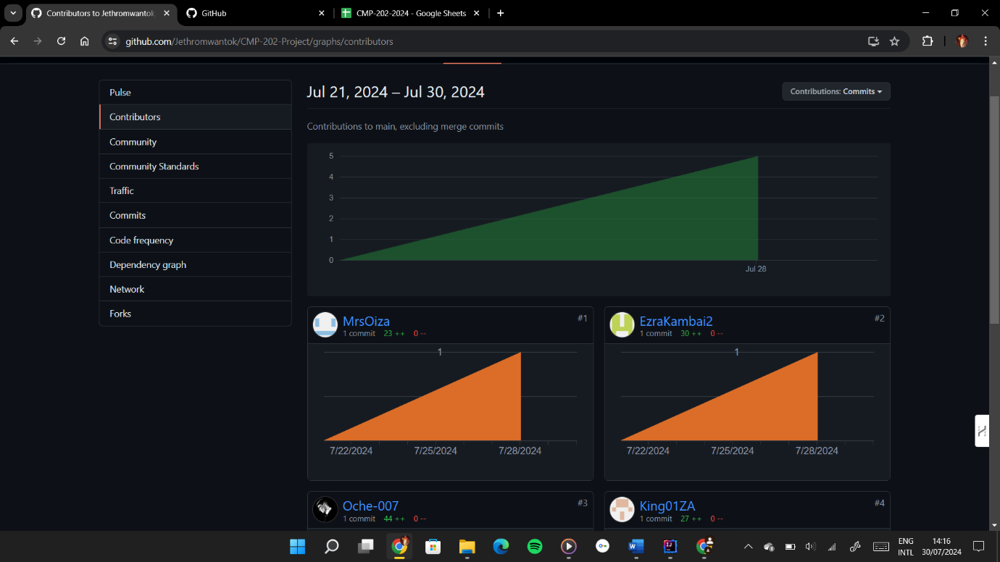 Contributors to Jethromwantok
GitHub
CMP-202-2024 - Google Sheets
github.com/Jethromwantok/CMP-202-Project/graphs/contributors
Pulse
Contributors
Community
Community Standards
Traffic
Commits
Code frequency
Dependency graph
Network
Forks
Jul 21, 2024 – Jul 30, 2024
Contributions: Commits
Contributions to main, excluding merge commits
5
4
3
2
1
0
Jul 28
MrsOiza
#1
1 commit 23 ++ 0 --
1
7/22/2024 7/25/2024 7/28/2024
EzraKambai2
#2
1 commit 30 ++ 0 --
1
7/22/2024 7/25/2024 7/28/2024
Oche-007
#3
1 commit 44 ++ 0 --
King01ZA
#4
1 commit 27 ++ 0 --
ENG
INTL
14:16
30/07/2024